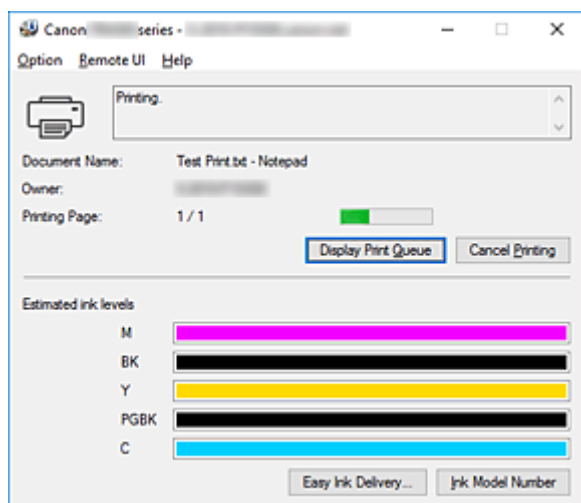 Canon series -
Option Remote UI Help
Printing.
Document Name: Test Print.txt - Notepad
Owner:
Printing Page: 1 / 1
Display Print Queue Cancel Printing
Estimated ink levels
M
BK
Y
PGBK
C
Easy Ink Delivery... Ink Model Number